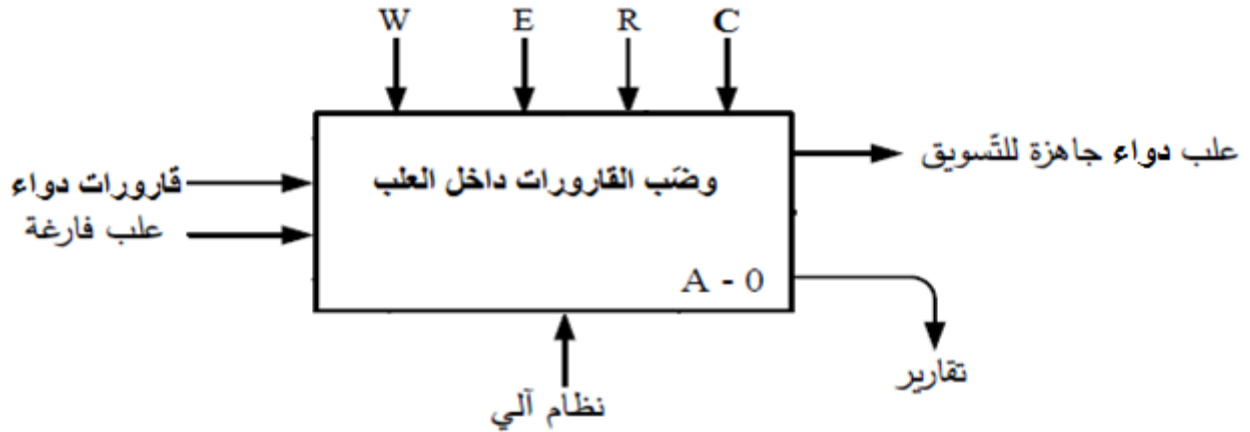 W E R C
قارورات دواء
علب فارغة
وضّب القارورات داخل العلب
A - 0
علب دواء جاهزة للتّسويق
تقارير
نظام آلي